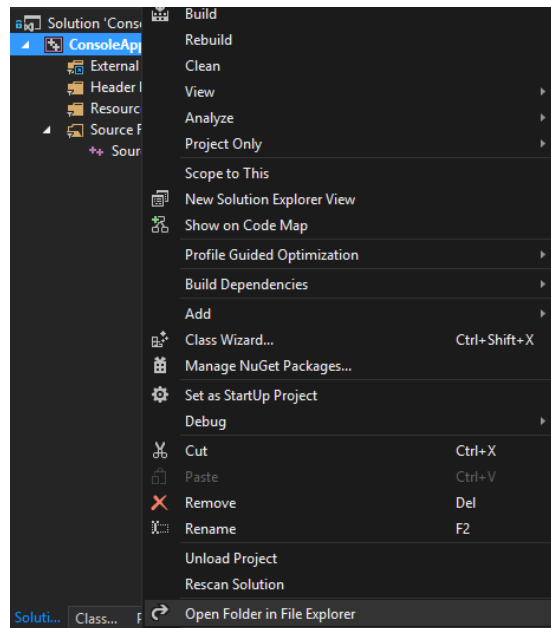 Solution 'Cons
ConsoleApp
External
Header
Resourc
Source F
Sour
Build
Rebuild
Clean
View
Analyze
Project Only
Scope to This
New Solution Explorer View
Show on Code Map
Profile Guided Optimization
Build Dependencies
Add
Class Wizard... Ctrl+Shift+X
Manage NuGet Packages...
Set as StartUp Project
Debug
Cut Ctrl+X
Paste Ctrl+V
Remove Del
Rename F2
Unload Project
Rescan Solution
Open Folder in File Explorer
Soluti... Class...